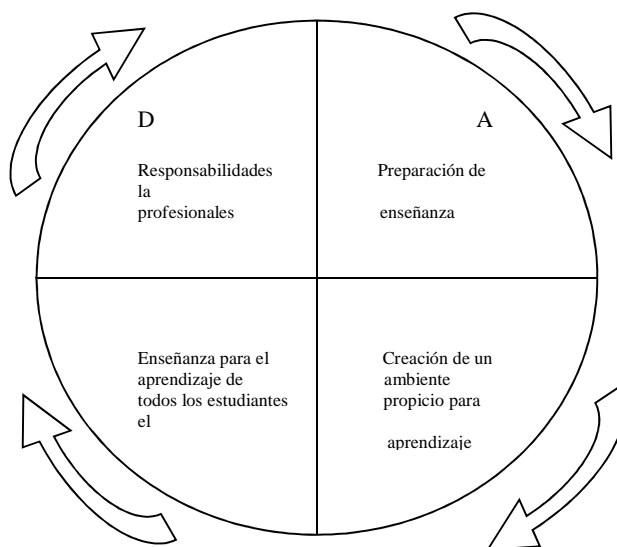 D
Responsabilidades
la
profesionales
A
Preparación de
enseñanza
Enseñanza para el
aprendizaje de
todos los estudiantes
el
Creación de un
ambiente
propicio para
aprendizaje